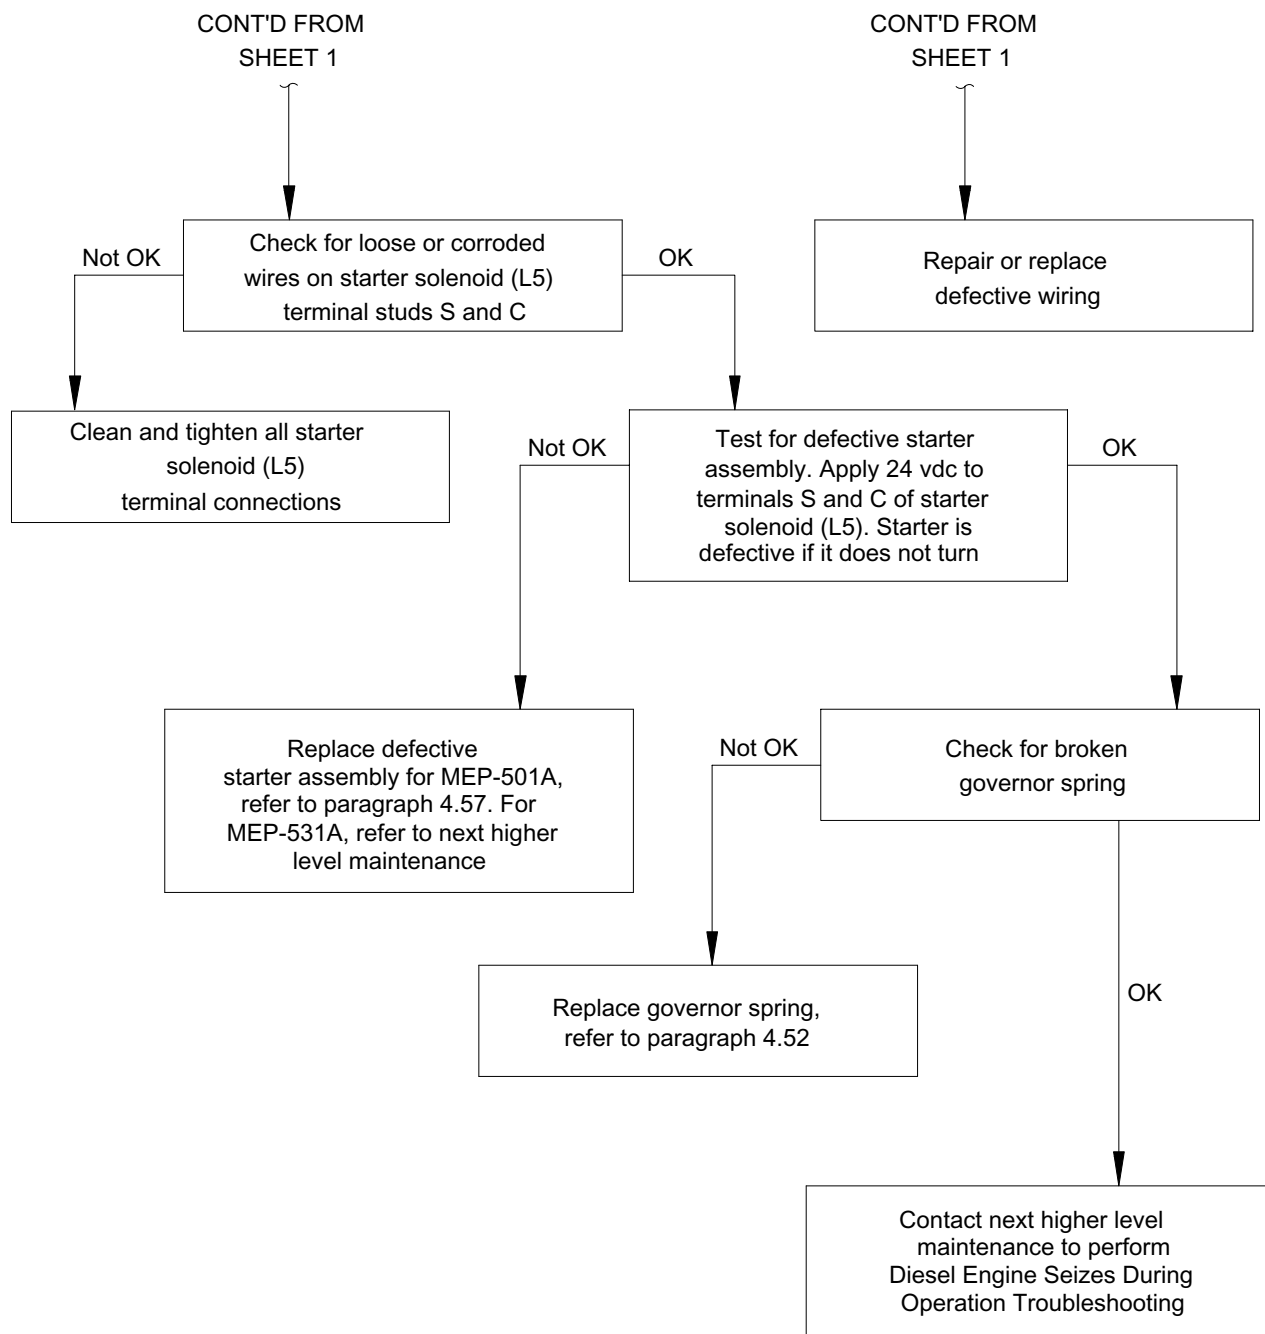 CONT'D FROM
SHEET 1
CONT'D FROM
SHEET 1
Check for loose or corroded
wires on starter solenoid (L5)
terminal studs S and C
Not OK
OK
Repair or replace
defective wiring
Clean and tighten all starter
solenoid (L5)
terminal connections
Test for defective starter
assembly. Apply 24 vdc to
terminals S and C of starter
solenoid (L5). Starter is
defective if it does not turn
Not OK
OK
Replace defective
starter assembly for MEP-501A,
refer to paragraph 4.57. For
MEP-531A, refer to next higher
level maintenance
Check for broken
governor spring
Not OK
OK
Replace governor spring,
refer to paragraph 4.52
Contact next higher level
maintenance to perform
Diesel Engine Seizes During
Operation Troubleshooting